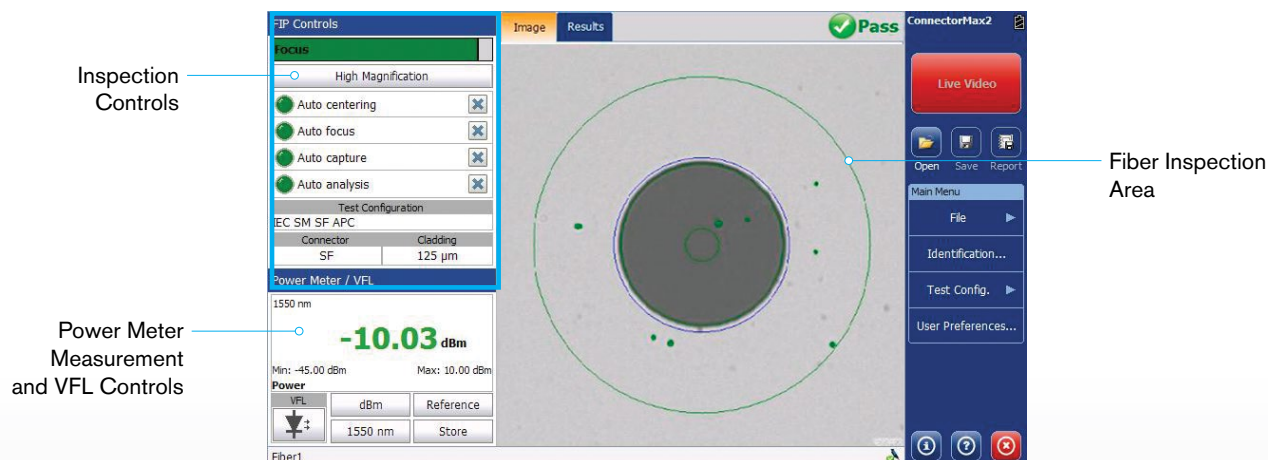 FIP Controls
Focus
High Magnification
Auto centering
Auto focus
Auto capture
Auto analysis
Test Configuration
IEC SM SF APC
Connector Cladding
SF 125 µm
Power Meter / VFL
1550 nm
-10.03 dBm
Min: -45.00 dBm Max: 10.00 dBm
Power
VFL
dBm Reference
1550 nm Store
Fiber1
Image Results
Pass
ConnectorMax2
Live Video
Open Save Report
Main Menu
File
Identification...
Test Config.
User Preferences...
Inspection
Controls
Power Meter
Measurement
and VFL Controls
Fiber Inspection
Area